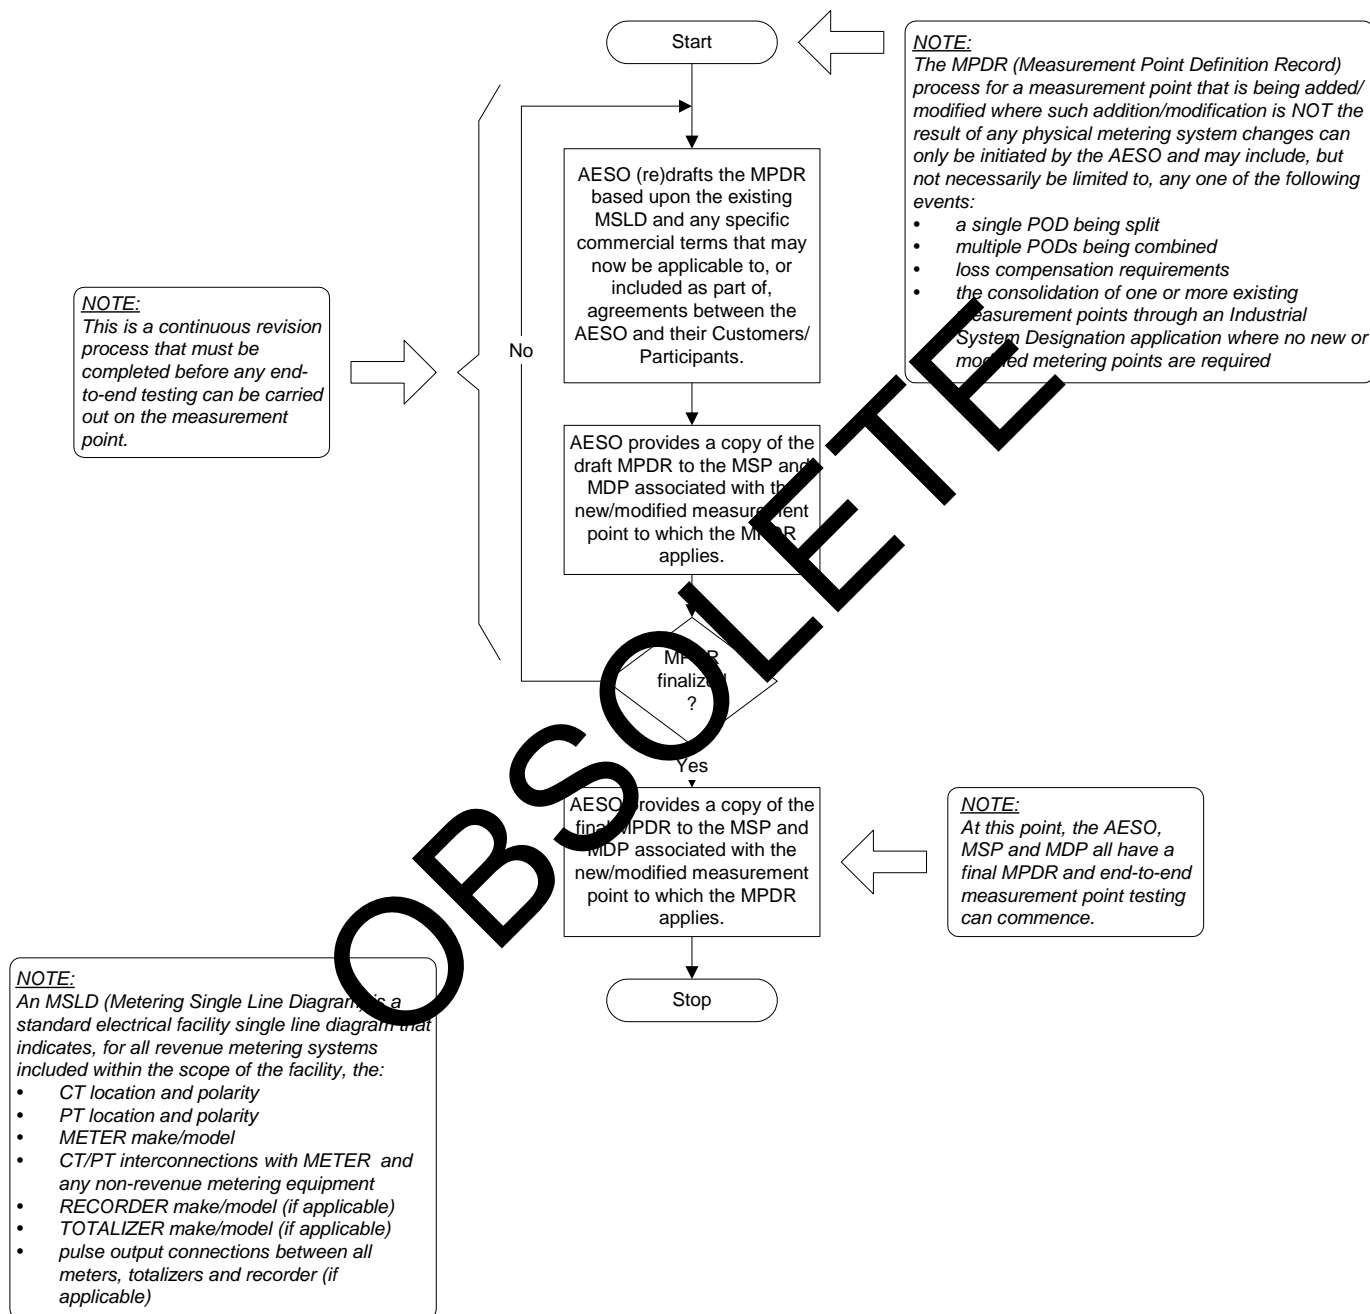 Start
NOTE:
The MPDR (Measurement Point Definition Record)
process for a measurement point that is being added/
modified where such addition/modification is NOT the
result of any physical metering system changes can
only be initiated by the AESO and may include, but
not necessarily be limited to, any one of the following
events:
• a single POD being split
• multiple PODs being combined
• loss compensation requirements
• the consolidation of one or more existing
measurement points through an Industrial
System Designation application where no new or
modified metering points are required
AESO (re)drafts the MPDR
based upon the existing
MSLD and any specific
commercial terms that may
now be applicable to, or
included as part of,
agreements between the
AESO and their Customers/
Participants.
NOTE:
This is a continuous revision
process that must be
completed before any end-
to-end testing can be carried
out on the measurement
point.
No
AESO provides a copy of the
draft MPDR to the MSP and
MDP associated with the
new/modified measurement
point to which the MPDR
applies.
MPDR
finalized
?
Yes
AESO provides a copy of the
final MPDR to the MSP and
MDP associated with the
new/modified measurement
point to which the MPDR
applies.
NOTE:
At this point, the AESO,
MSP and MDP all have a
final MPDR and end-to-end
measurement point testing
can commence.
Stop
NOTE:
An MSLD (Metering Single Line Diagram) is a
standard electrical facility single line diagram that
indicates, for all revenue metering systems
included within the scope of the facility, the:
• CT location and polarity
• PT location and polarity
• METER make/model
• CT/PT interconnections with METER and
any non-revenue metering equipment
• RECORDER make/model (if applicable)
• TOTALIZER make/model (if applicable)
• pulse output connections between all
meters, totalizers and recorder (if
applicable)
OBSOLETE